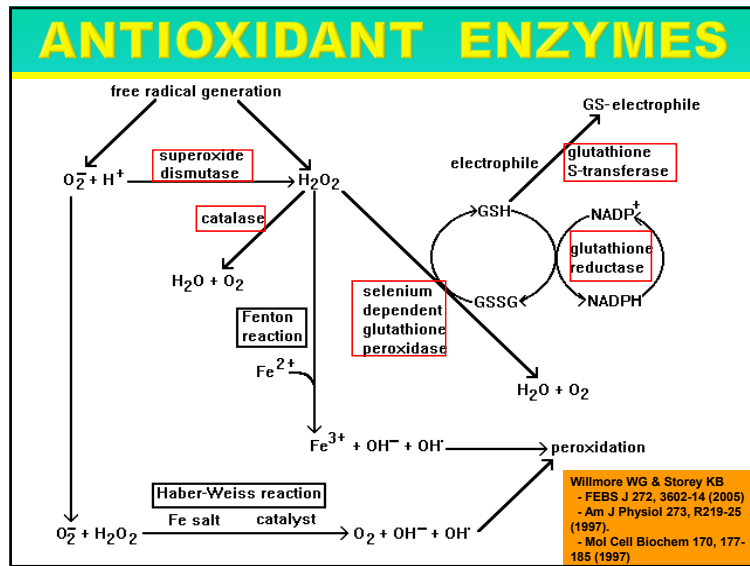 ANTIOXIDANT ENZYMES
free radical generation
GS-electrophile
superoxide
dismutase
electrophile
glutathione
S-transferase
O₂⁻ + H⁺
H₂O₂
catalase
GSH
NADP⁺
glutathione
reductase
H₂O + O₂
selenium
dependent
glutathione
peroxidase
GSSG
NADPH
Fenton
reaction
Fe²⁺
H₂O + O₂
Fe³⁺ + OH⁻ + OH·
peroxidation
Haber-Weiss reaction
Fe salt catalyst
O₂⁻ + H₂O₂
O₂ + OH⁻ + OH·
Willmore WG & Storey KB
- FEBS J 272, 3602-14 (2005)
- Am J Physiol 273, R219-25
(1997).
- Mol Cell Biochem 170, 177-
185 (1997)